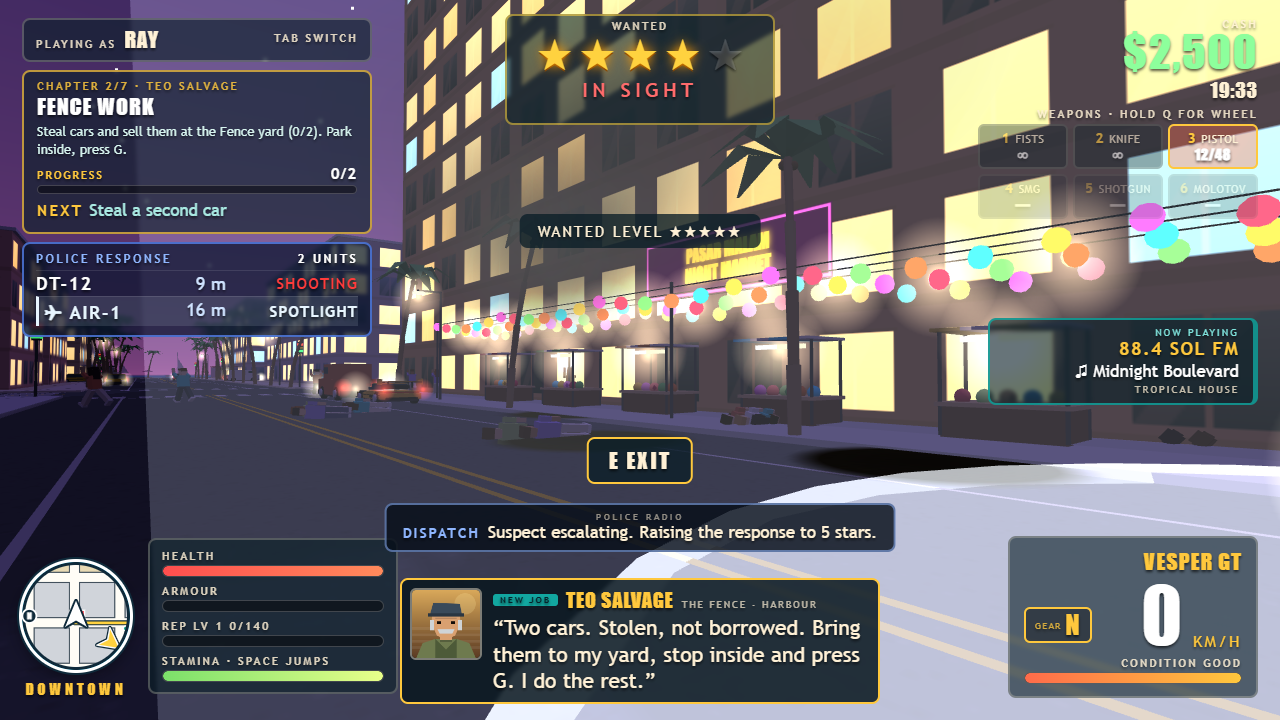 PLAYING AS RAY TAB SWITCH
CHAPTER 2/7 · TEO SALVAGE
FENCE WORK
Steal cars and sell them at the Fence yard (0/2). Park
inside, press G.
PROGRESS 0/2
NEXT Steal a second car
POLICE RESPONSE 2 UNITS
DT-12 9 m SHOOTING
AIR-1 16 m SPOTLIGHT
WANTED
IN SIGHT
WANTED LEVEL ★★★★★
CASH
$2,500
19:33
WEAPONS · HOLD Q FOR WHEEL
1 FISTS
∞
2 KNIFE
∞
3 PISTOL
12/48
4 SMG
—
5 SHOTGUN
—
6 MOLOTOV
—
NIGHT MARKET
NOW PLAYING
88.4 SOL FM
♫ Midnight Boulevard
TROPICAL HOUSE
E EXIT
POLICE RADIO
DISPATCH Suspect escalating. Raising the response to 5 stars.
NEW JOB TEO SALVAGE THE FENCE · HARBOUR
“Two cars. Stolen, not borrowed. Bring
them to my yard, stop inside and press
G. I do the rest.”
HEALTH
ARMOUR
REP LV 1 0/140
STAMINA · SPACE JUMPS
DOWNTOWN
VESPER GT
GEAR N
0 KM/H
CONDITION GOOD